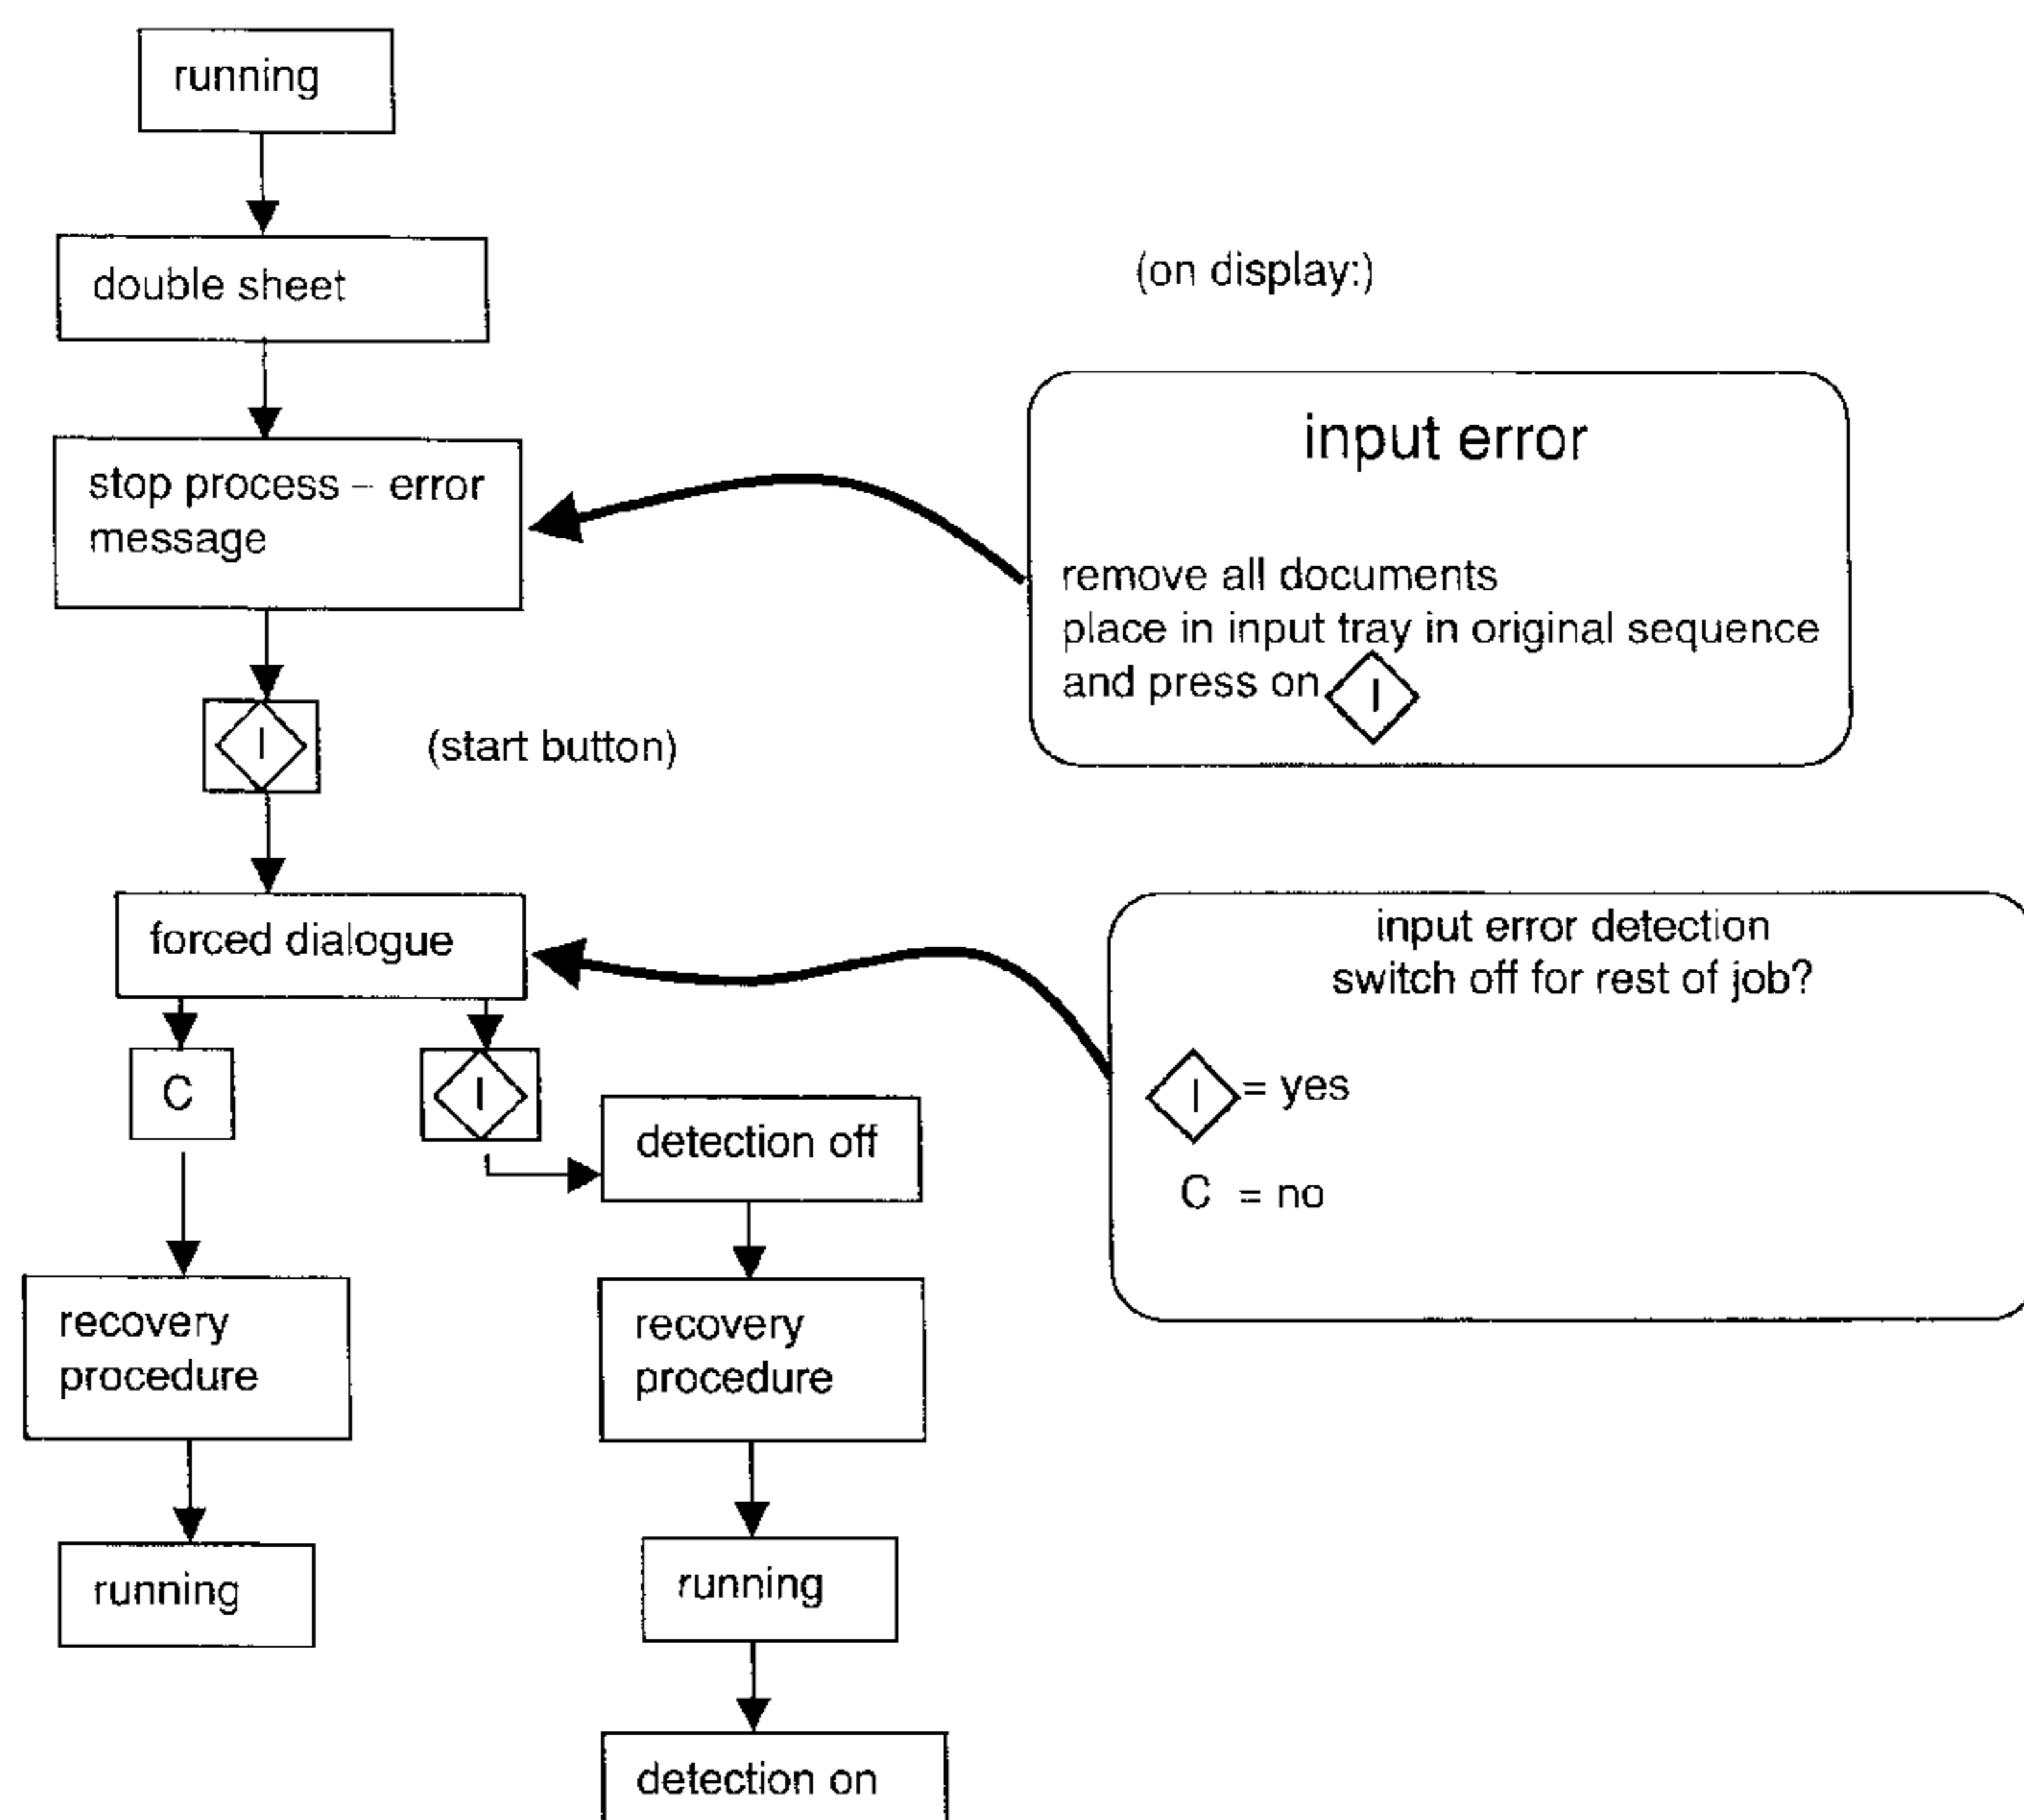 running
double sheet
(on display:)
stop process – error
message
input error
remove all documents
place in input tray in original sequence
and press on I
I
(start button)
forced dialogue
input error detection
switch off for rest of job?
C
I
I = yes
detection off
C = no
recovery
procedure
recovery
procedure
running
running
detection on